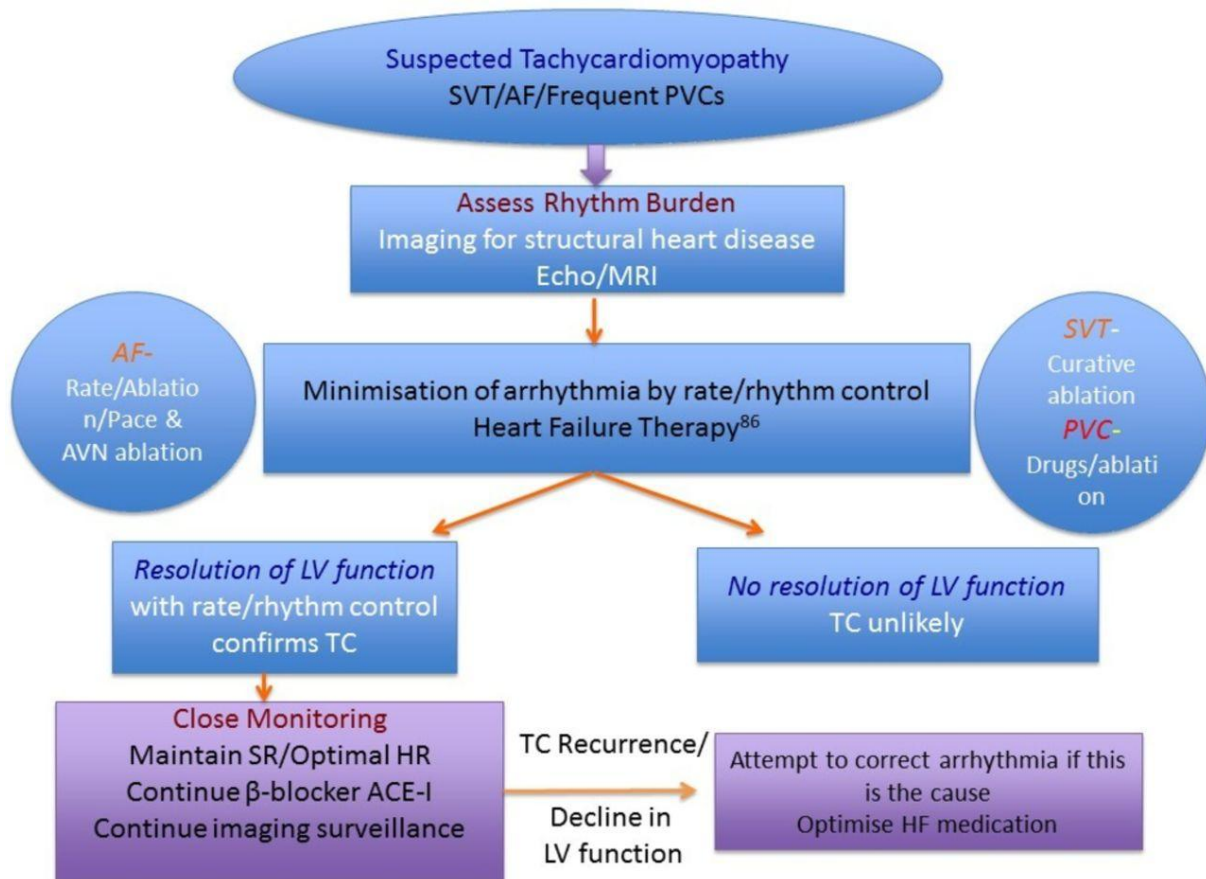 Suspected Tachycardiomyopathy
SVT/AF/Frequent PVCs
Assess Rhythm Burden
Imaging for structural heart disease
Echo/MRI
AF-
Rate/Ablatio
n/Pace &
AVN ablation
Minimisation of arrhythmia by rate/rhythm control
Heart Failure Therapy⁸⁶
SVT-
Curative
ablation
PVC-
Drugs/ablati
on
Resolution of LV function
with rate/rhythm control
confirms TC
No resolution of LV function
TC unlikely
Close Monitoring
Maintain SR/Optimal HR
Continue β-blocker ACE-I
Continue imaging surveillance
TC Recurrence/
Decline in
LV function
Attempt to correct arrhythmia if this
is the cause
Optimise HF medication